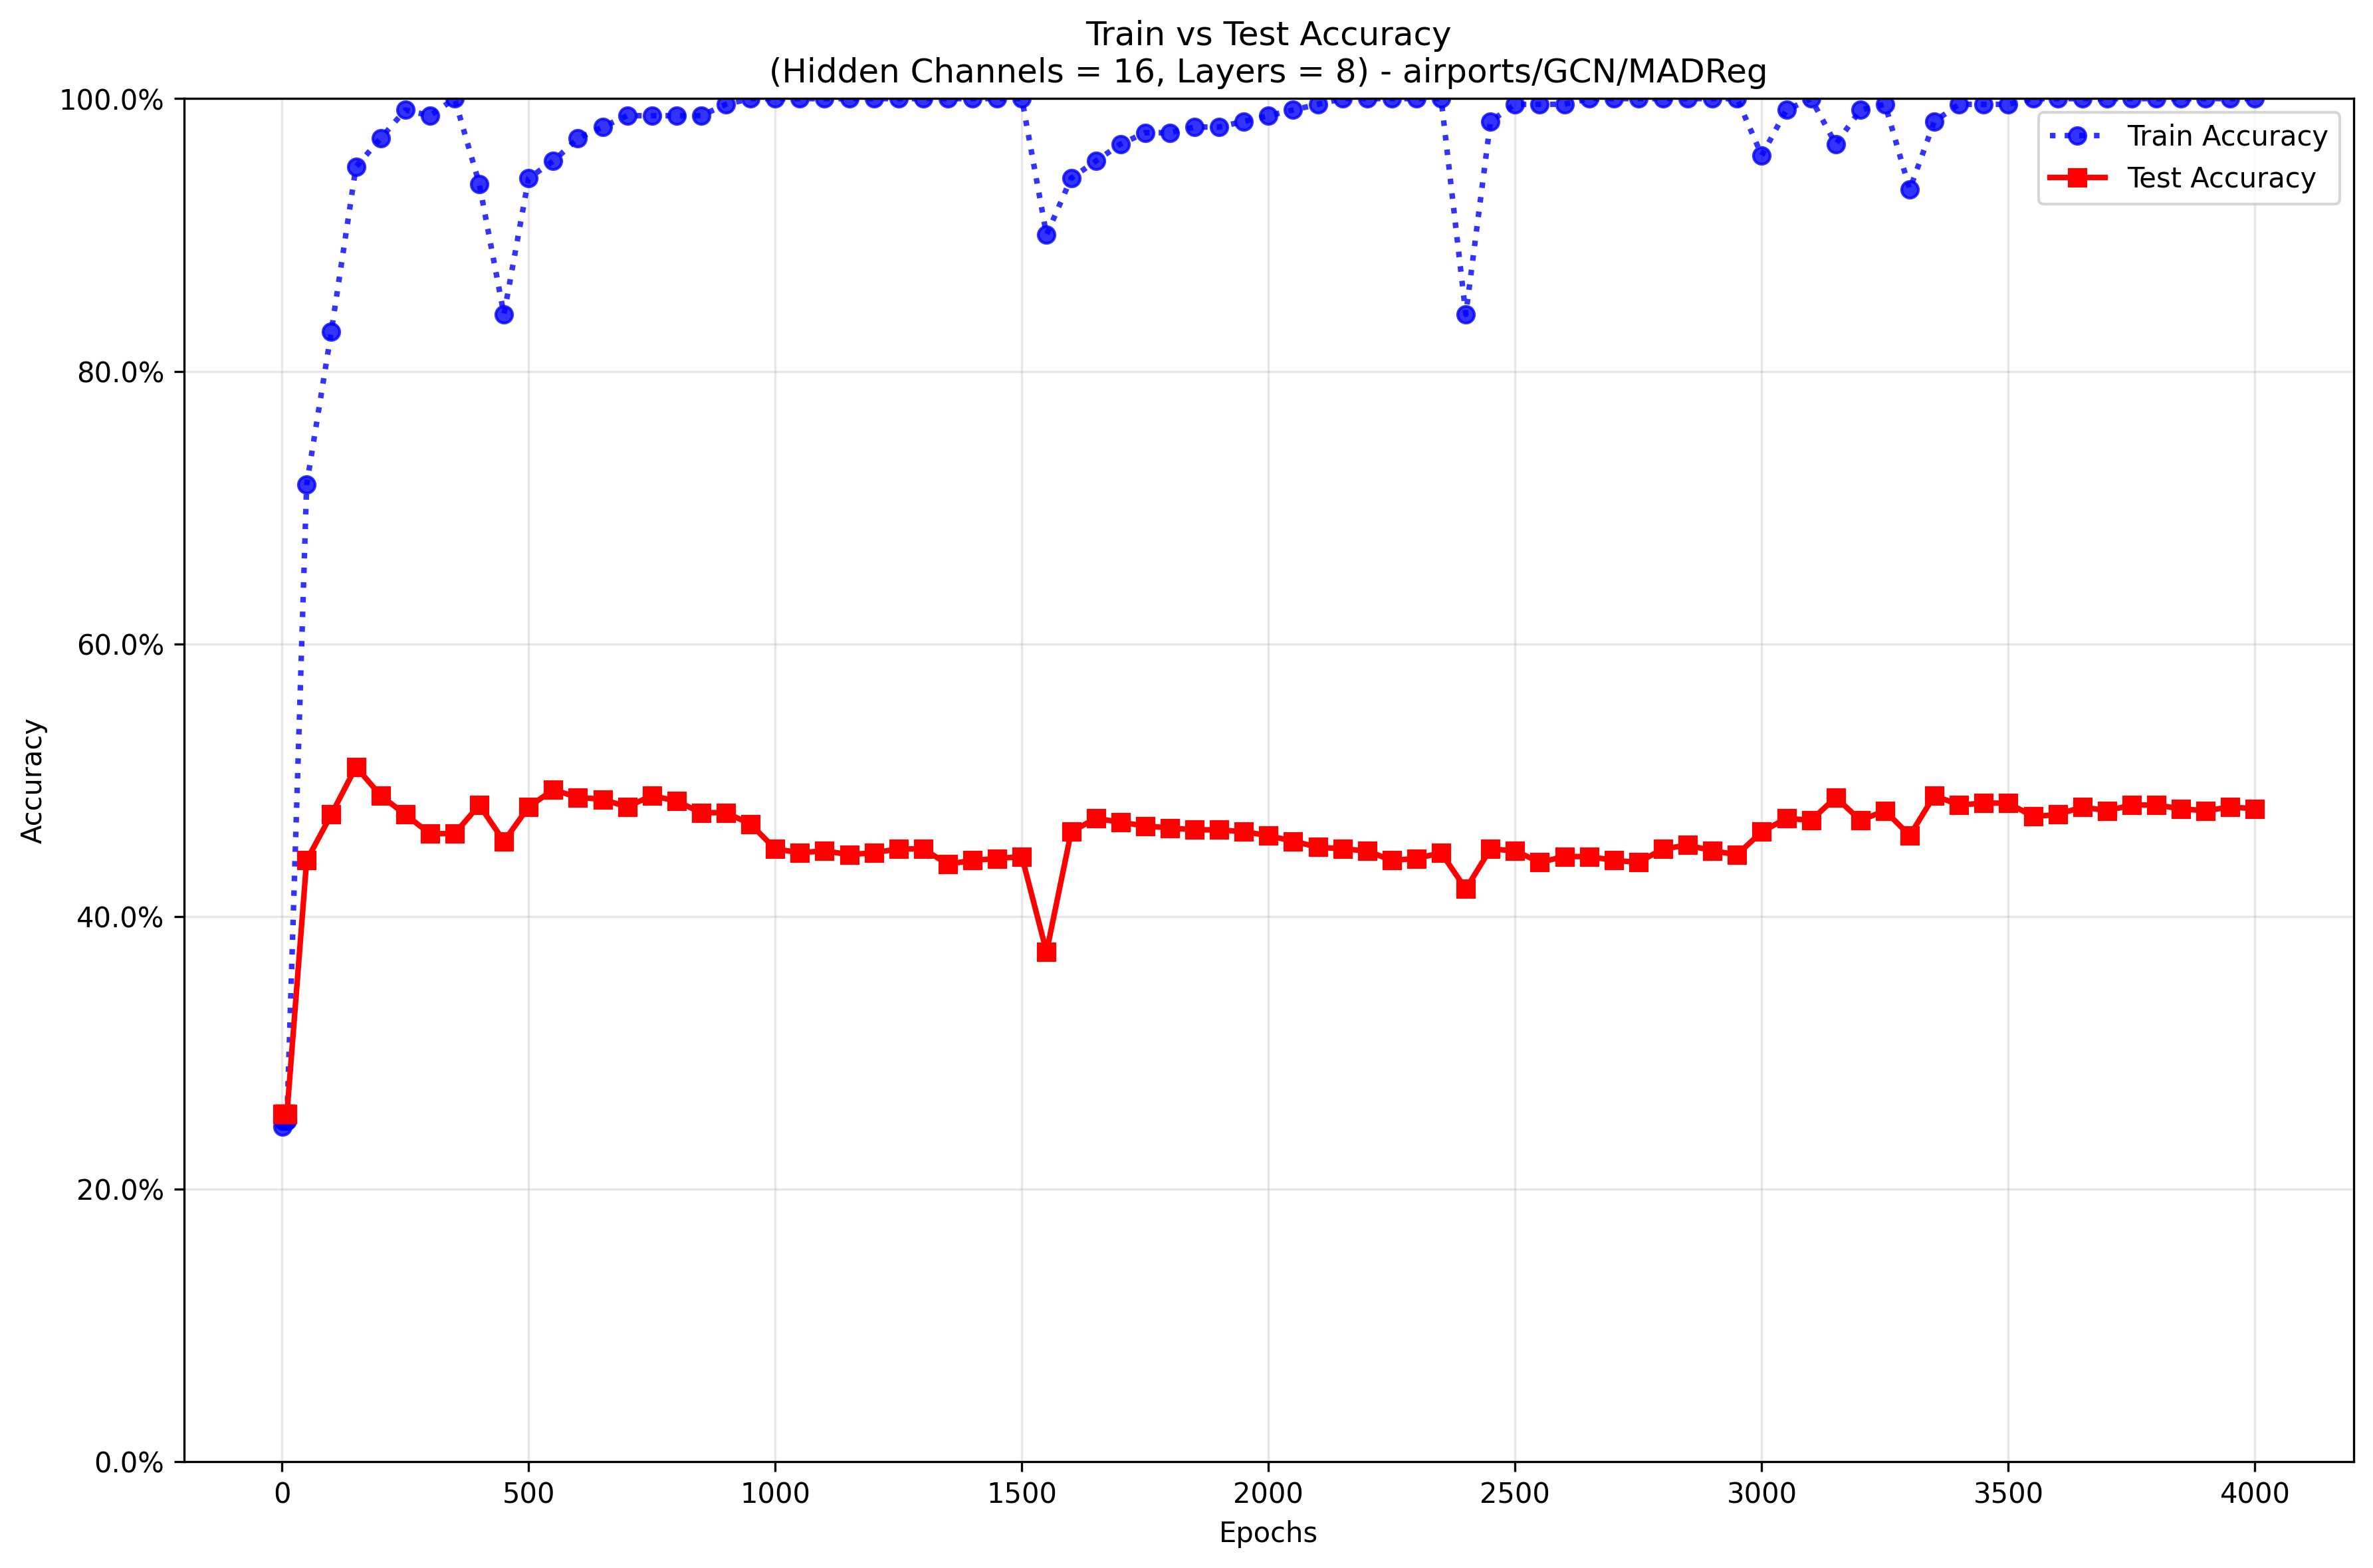 Train vs Test Accuracy
(Hidden Channels = 16, Layers = 8) - airports/GCN/MADReg
100.0%
80.0%
60.0%
40.0%
20.0%
0.0%
Accuracy
Train Accuracy
Test Accuracy
0 500 1000 1500 2000 2500 3000 3500 4000
Epochs